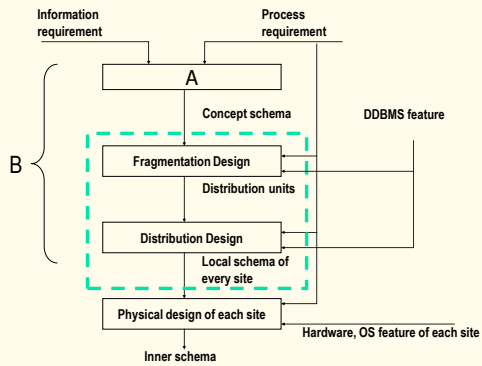 Information
requirement
Process
requirement
A
Concept schema
DDBMS feature
B
Fragmentation Design
Distribution units
Distribution Design
Local schema of
every site
Physical design of each site
Hardware, OS feature of each site
Inner schema